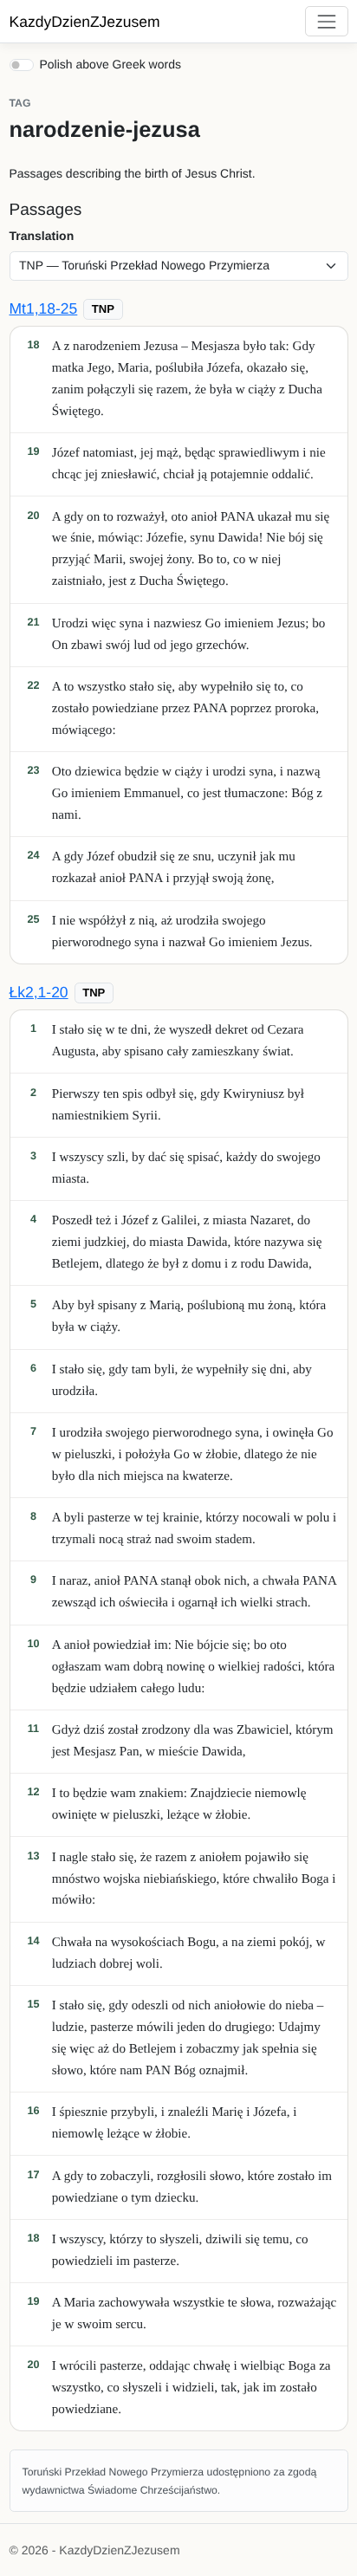 KazdyDzienZJezusem
Polish above Greek words
TAG
narodzenie-jezusa
Passages describing the birth of Jesus Christ.
Passages
Translation
TNP — Toruński Przekład Nowego Przymierza
Mt1,18-25 TNP
18 A z narodzeniem Jezusa – Mesjasza było tak: Gdy
matka Jego, Maria, poślubiła Józefa, okazało się,
zanim połączyli się razem, że była w ciąży z Ducha
Świętego.
19 Józef natomiast, jej mąż, będąc sprawiedliwym i nie
chcąc jej zniesławić, chciał ją potajemnie oddalić.
20 A gdy on to rozważył, oto anioł PANA ukazał mu się
we śnie, mówiąc: Józefie, synu Dawida! Nie bój się
przyjąć Marii, swojej żony. Bo to, co w niej
zaistniało, jest z Ducha Świętego.
21 Urodzi więc syna i nazwiesz Go imieniem Jezus; bo
On zbawi swój lud od jego grzechów.
22 A to wszystko stało się, aby wypełniło się to, co
zostało powiedziane przez PANA poprzez proroka,
mówiącego:
23 Oto dziewica będzie w ciąży i urodzi syna, i nazwą
Go imieniem Emmanuel, co jest tłumaczone: Bóg z
nami.
24 A gdy Józef obudził się ze snu, uczynił jak mu
rozkazał anioł PANA i przyjął swoją żonę,
25 I nie współżył z nią, aż urodziła swojego
pierworodnego syna i nazwał Go imieniem Jezus.
Łk2,1-20 TNP
1 I stało się w te dni, że wyszedł dekret od Cezara
Augusta, aby spisano cały zamieszkany świat.
2 Pierwszy ten spis odbył się, gdy Kwiryniusz był
namiestnikiem Syrii.
3 I wszyscy szli, by dać się spisać, każdy do swojego
miasta.
4 Poszedł też i Józef z Galilei, z miasta Nazaret, do
ziemi judzkiej, do miasta Dawida, które nazywa się
Betlejem, dlatego że był z domu i z rodu Dawida,
5 Aby był spisany z Marią, poślubioną mu żoną, która
była w ciąży.
6 I stało się, gdy tam byli, że wypełniły się dni, aby
urodziła.
7 I urodziła swojego pierworodnego syna, i owinęła Go
w pieluszki, i położyła Go w żłobie, dlatego że nie
było dla nich miejsca na kwaterze.
8 A byli pasterze w tej krainie, którzy nocowali w polu i
trzymali nocą straż nad swoim stadem.
9 I naraz, anioł PANA stanął obok nich, a chwała PANA
zewsząd ich oświeciła i ogarnął ich wielki strach.
10 A anioł powiedział im: Nie bójcie się; bo oto
ogłaszam wam dobrą nowinę o wielkiej radości, która
będzie udziałem całego ludu:
11 Gdyż dziś został zrodzony dla was Zbawiciel, którym
jest Mesjasz Pan, w mieście Dawida,
12 I to będzie wam znakiem: Znajdziecie niemowlę
owinięte w pieluszki, leżące w żłobie.
13 I nagle stało się, że razem z aniołem pojawiło się
mnóstwo wojska niebiańskiego, które chwaliło Boga i
mówiło:
14 Chwała na wysokościach Bogu, a na ziemi pokój, w
ludziach dobrej woli.
15 I stało się, gdy odeszli od nich aniołowie do nieba –
ludzie, pasterze mówili jeden do drugiego: Udajmy
się więc aż do Betlejem i zobaczmy jak spełnia się
słowo, które nam PAN Bóg oznajmił.
16 I śpiesznie przybyli, i znaleźli Marię i Józefa, i
niemowlę leżące w żłobie.
17 A gdy to zobaczyli, rozgłosili słowo, które zostało im
powiedziane o tym dziecku.
18 I wszyscy, którzy to słyszeli, dziwili się temu, co
powiedzieli im pasterze.
19 A Maria zachowywała wszystkie te słowa, rozważając
je w swoim sercu.
20 I wrócili pasterze, oddając chwałę i wielbiąc Boga za
wszystko, co słyszeli i widzieli, tak, jak im zostało
powiedziane.
Toruński Przekład Nowego Przymierza udostępniono za zgodą
wydawnictwa Świadome Chrześcijaństwo.
© 2026 - KazdyDzienZJezusem